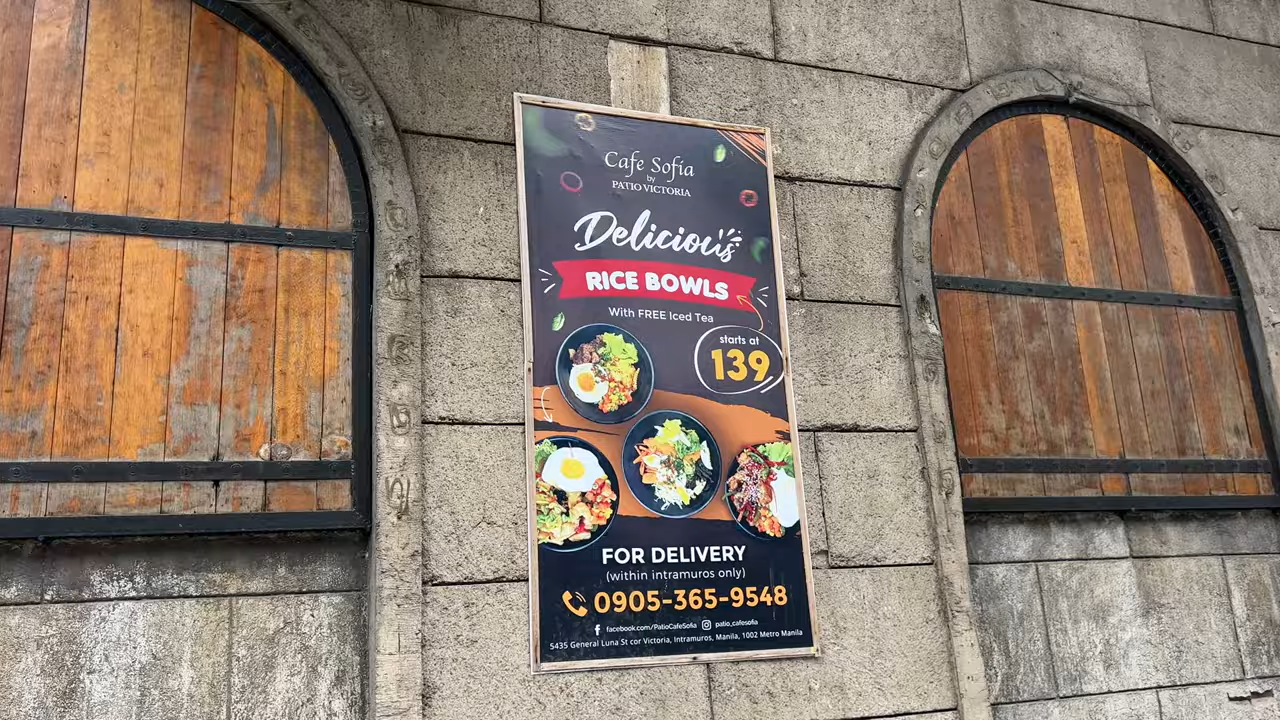 Cafe Sofia
by
PATIO VICTORIA
Delicious
RICE BOWLS
With FREE Iced Tea
starts at
139
FOR DELIVERY
(within intramuros only)
0905-365-9548
facebook.com/PatioCafeSofia patio_cafesofia
5435 General Luna St cor Victoria, Intramuros, Manila, 1002 Metro Manila